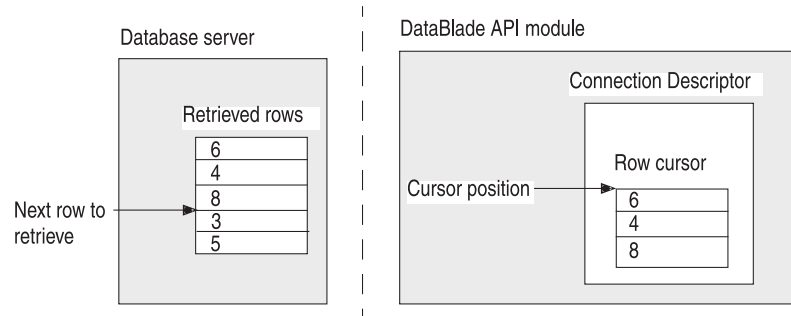 Database server
Retrieved rows
6
4
8
3
5
Next row to
retrieve
DataBlade API module
Connection Descriptor
Row cursor
Cursor position
6
4
8